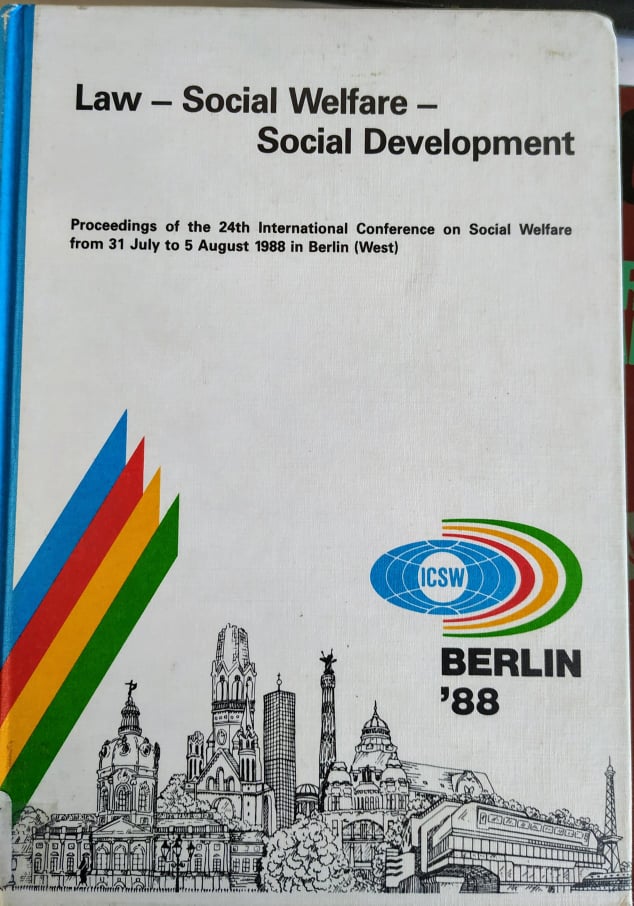 Law – Social Welfare –
Social Development
Proceedings of the 24th International Conference on Social Welfare
from 31 July to 5 August 1988 in Berlin (West)
ICSW
BERLIN
’88